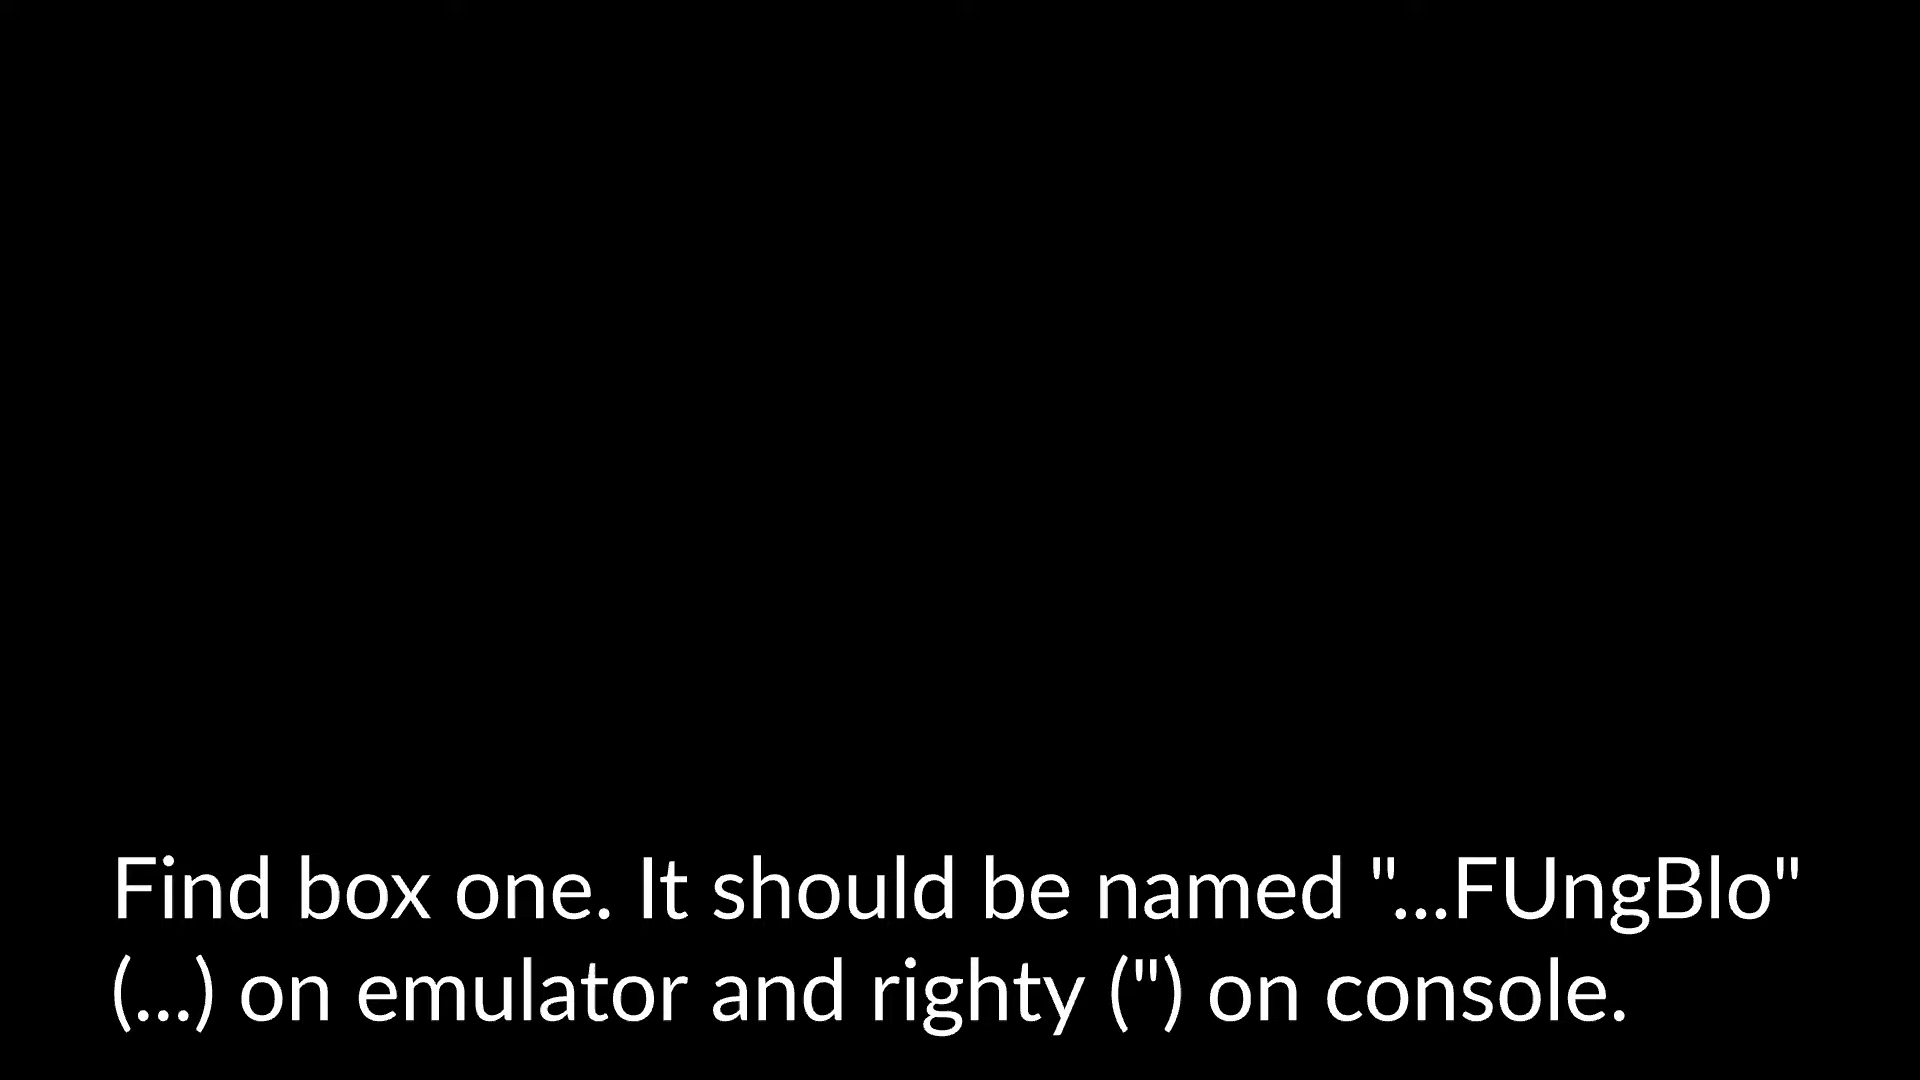 Find box one. It should be named "...FUngBlo"
(...) on emulator and righty (") on console.